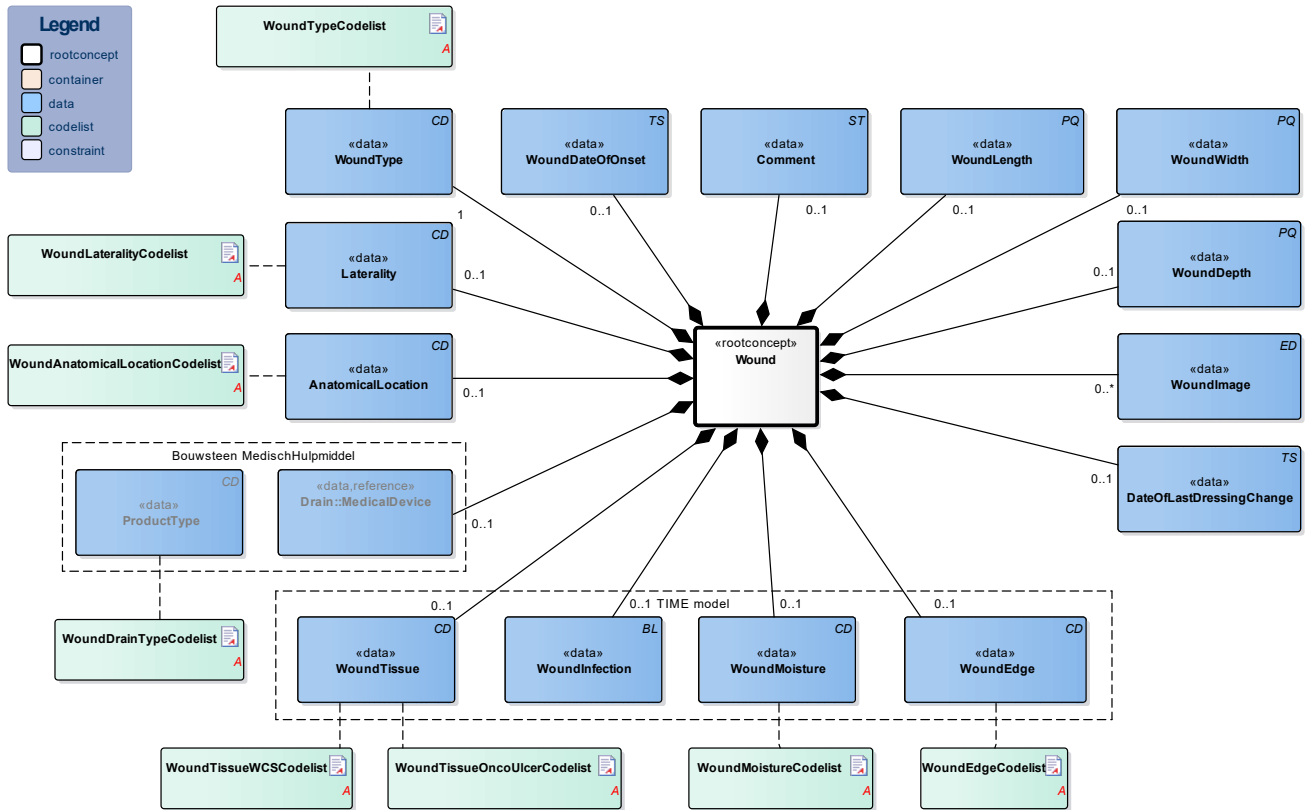 Legend
rootconcept
container
data
codelist
constraint
WoundTypeCodelist
A
CD
«data»
WoundType
TS
«data»
WoundDateOfOnset
ST
«data»
Comment
PQ
«data»
WoundLength
PQ
«data»
WoundWidth
1
0..1
0..1
0..1
0..1
WoundLateralityCodelist
A
CD
«data»
Laterality
0..1
PQ
«data»
WoundDepth
0..1
«rootconcept»
Wound
WoundAnatomicalLocationCodelist
A
CD
«data»
AnatomicalLocation
0..1
ED
«data»
WoundImage
0..*
Bouwsteen MedischHulpmiddel
CD
«data»
ProductType
«data,reference»
Drain::MedicalDevice
0..1
TS
«data»
DateOfLastDressingChange
0..1
WoundDrainTypeCodelist
A
TIME model
0..1
0..1
0..1
0..1
CD
«data»
WoundTissue
BL
«data»
WoundInfection
CD
«data»
WoundMoisture
CD
«data»
WoundEdge
WoundTissueWCSCodelist
A
WoundTissueOncoUlcerCodelist
A
WoundMoistureCodelist
A
WoundEdgeCodelist
A